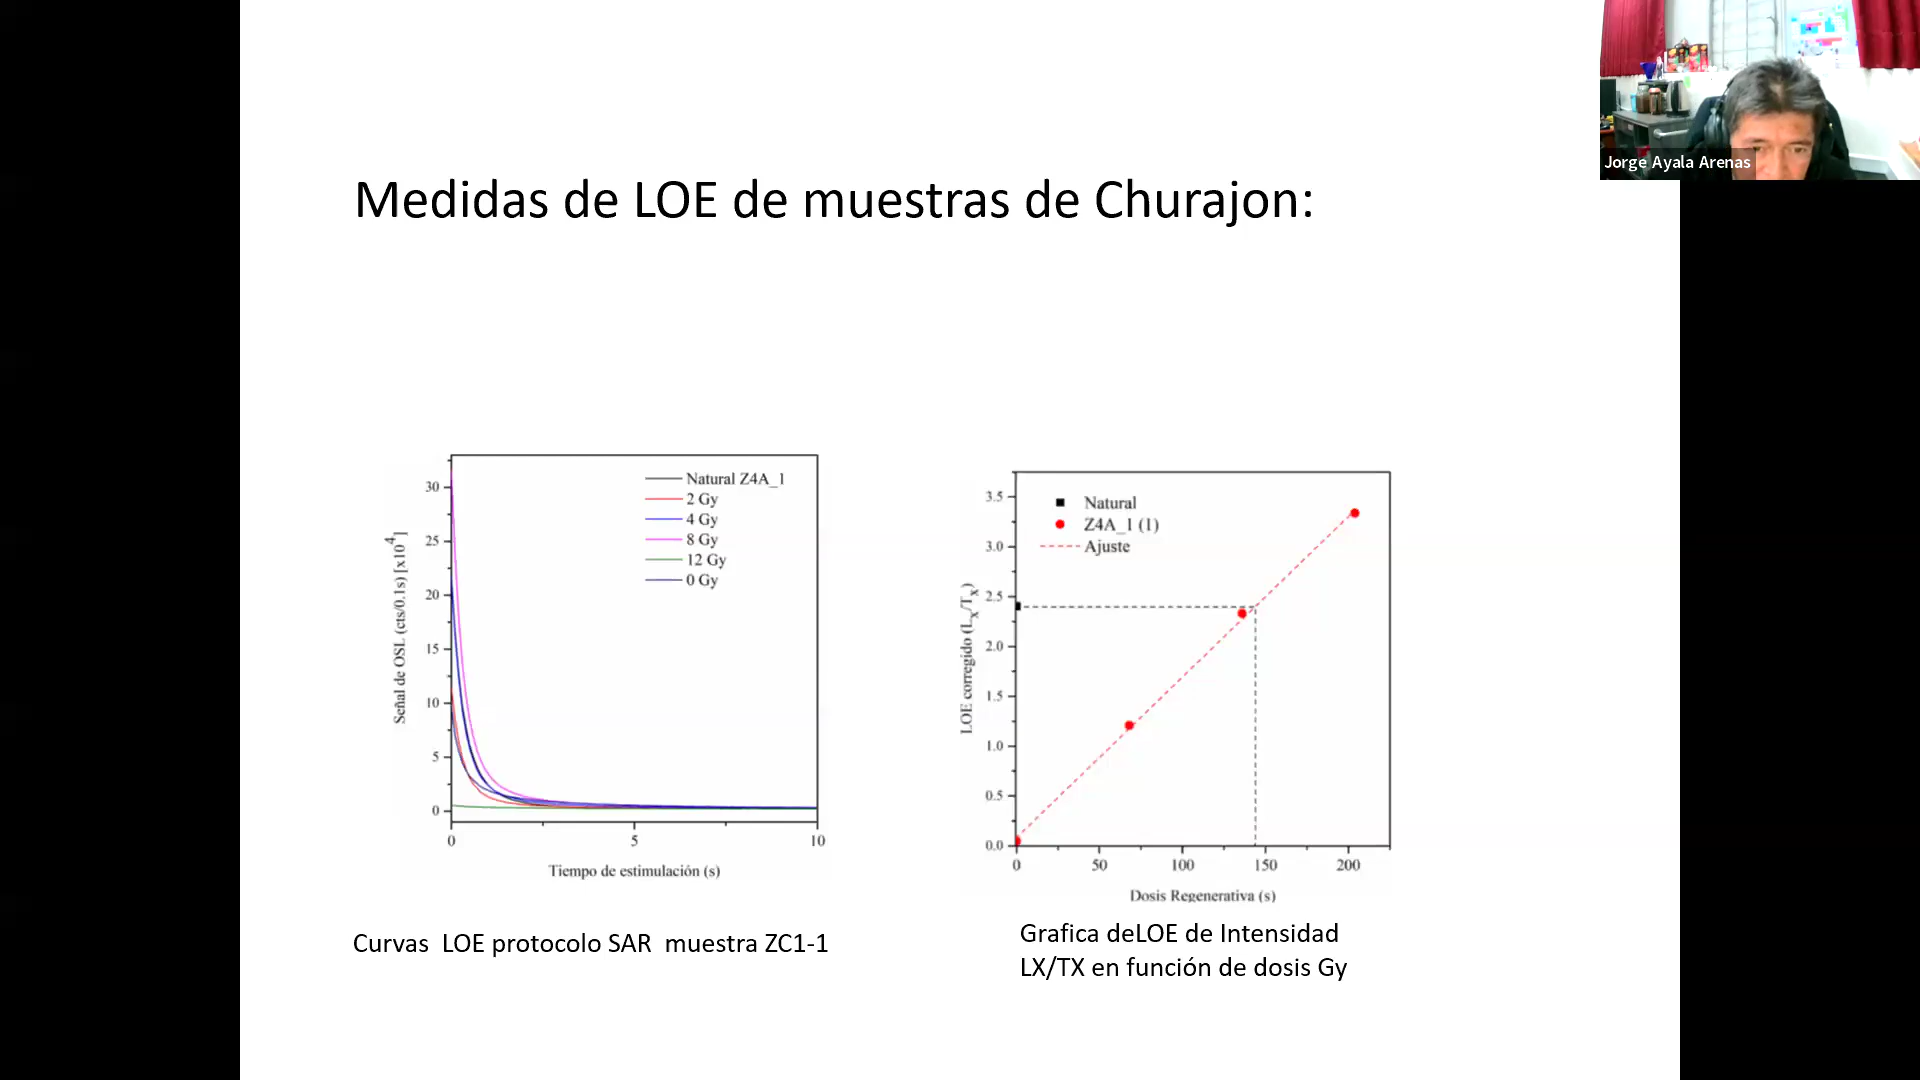 Jorge Ayala Arenas
Medidas de LOE de muestras de Churajon:
Señal de OSL (cts/0.1s) [x10^4]
30
25
20
15
10
5
0
Natural Z4A_1
2 Gy
4 Gy
8 Gy
12 Gy
0 Gy
0 5 10
Tiempo de estimulación (s)
Curvas LOE protocolo SAR muestra ZC1-1
LOE corregido (L_x/T_x)
3.5
3.0
2.5
2.0
1.5
1.0
0.5
0.0
Natural
Z4A_1 (1)
Ajuste
0 50 100 150 200
Dosis Regenerativa (s)
Grafica deLOE de Intensidad
LX/TX en función de dosis Gy